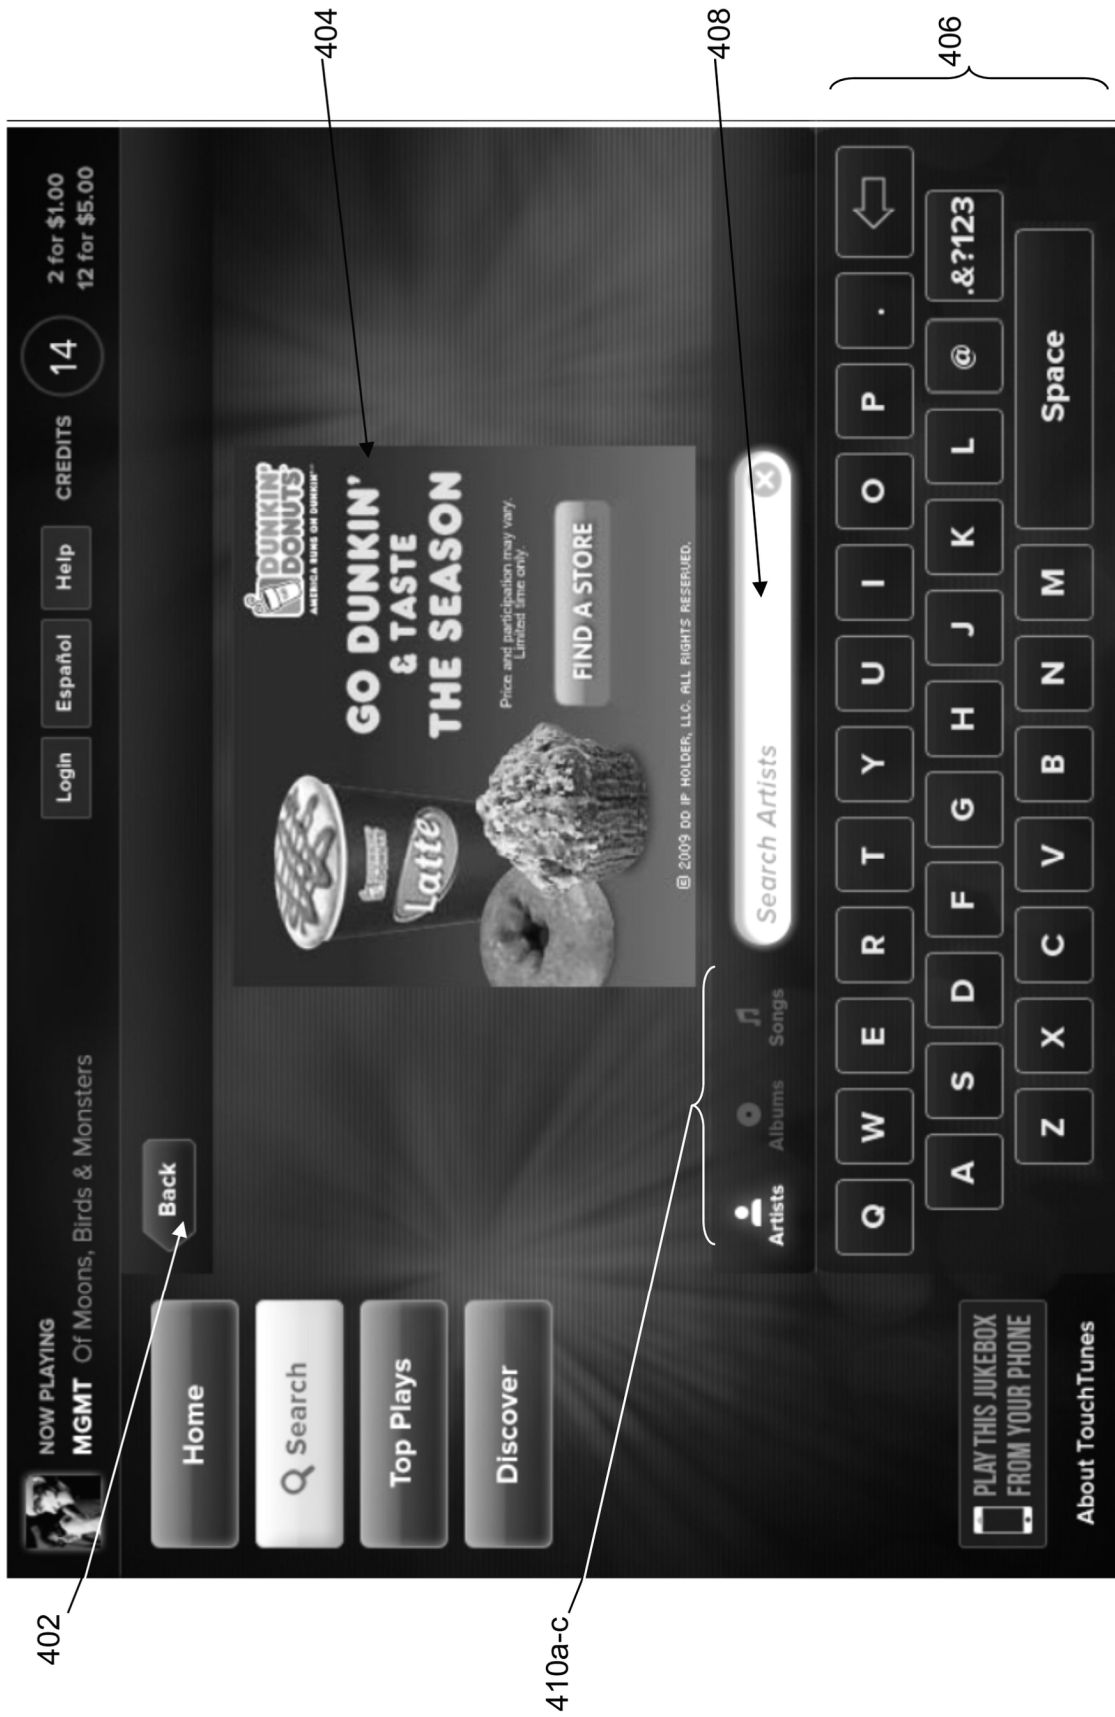 NOW PLAYING
MGMT Of Moons, Birds & Monsters
Login
Español
Help
CREDITS
14
2 for $1.00
12 for $5.00
Back
Home
Search
Top Plays
Discover
DUNKIN'
DONUTS
AMERICA RUNS ON DUNKIN'
GO DUNKIN'
& TASTE
THE SEASON
Price and participation may vary.
Limited time only.
FIND A STORE
Latte
© 2009 DD IP HOLDER, LLC. ALL RIGHTS RESERVED.
Artists
Albums
Songs
Search Artists
Q W E R T Y U I O P .
A S D F G H J K L @ .&?123
Z X C V B N M Space
PLAY THIS JUKEBOX
FROM YOUR PHONE
About TouchTunes
402
404
406
408
410a-c